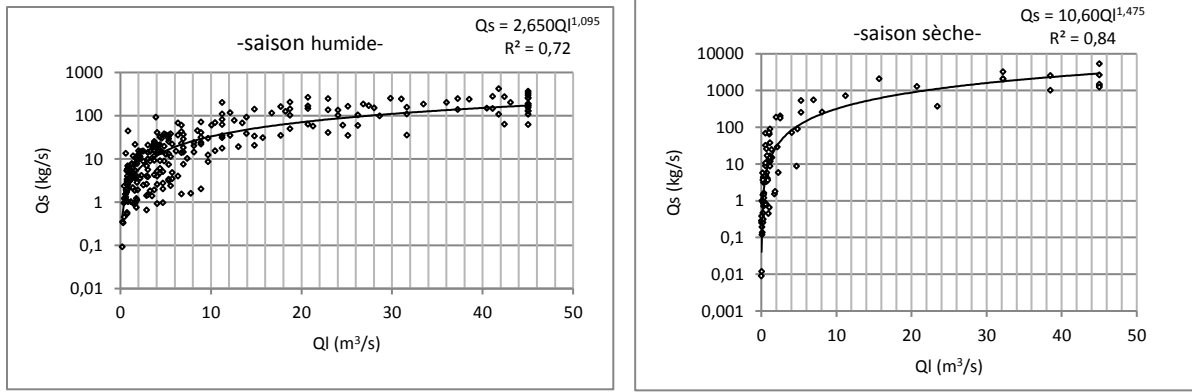 -saison humide-
Qs = 2,650Ql^1,095
R² = 0,72
1000
100
10
1
0,1
0,01
Qs (kg/s)
0 10 20 30 40 50
Ql (m³/s)
-saison sèche-
Qs = 10,60Ql^1,475
R² = 0,84
10000
1000
100
10
1
0,1
0,01
0,001
Qs (kg/s)
0 10 20 30 40 50
Ql (m³/s)